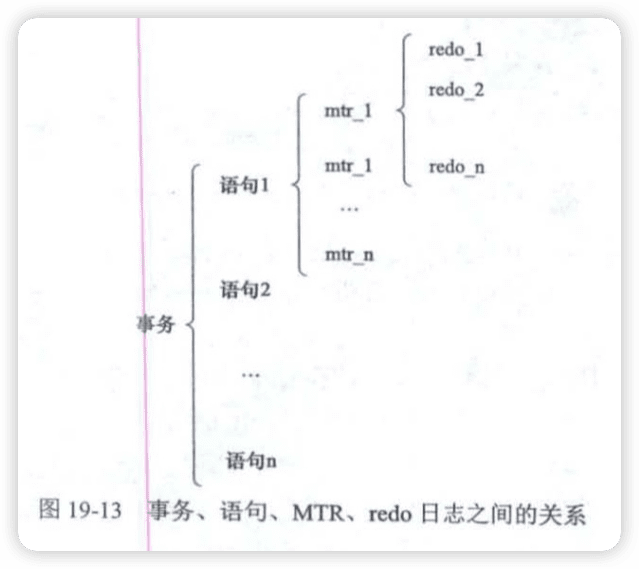 redo_1
redo_2
mtr_1
mtr_1
redo_n
语句1
…
mtr_n
语句2
事务
…
语句n
图 19-13 事务、语句、MTR、redo 日志之间的关系